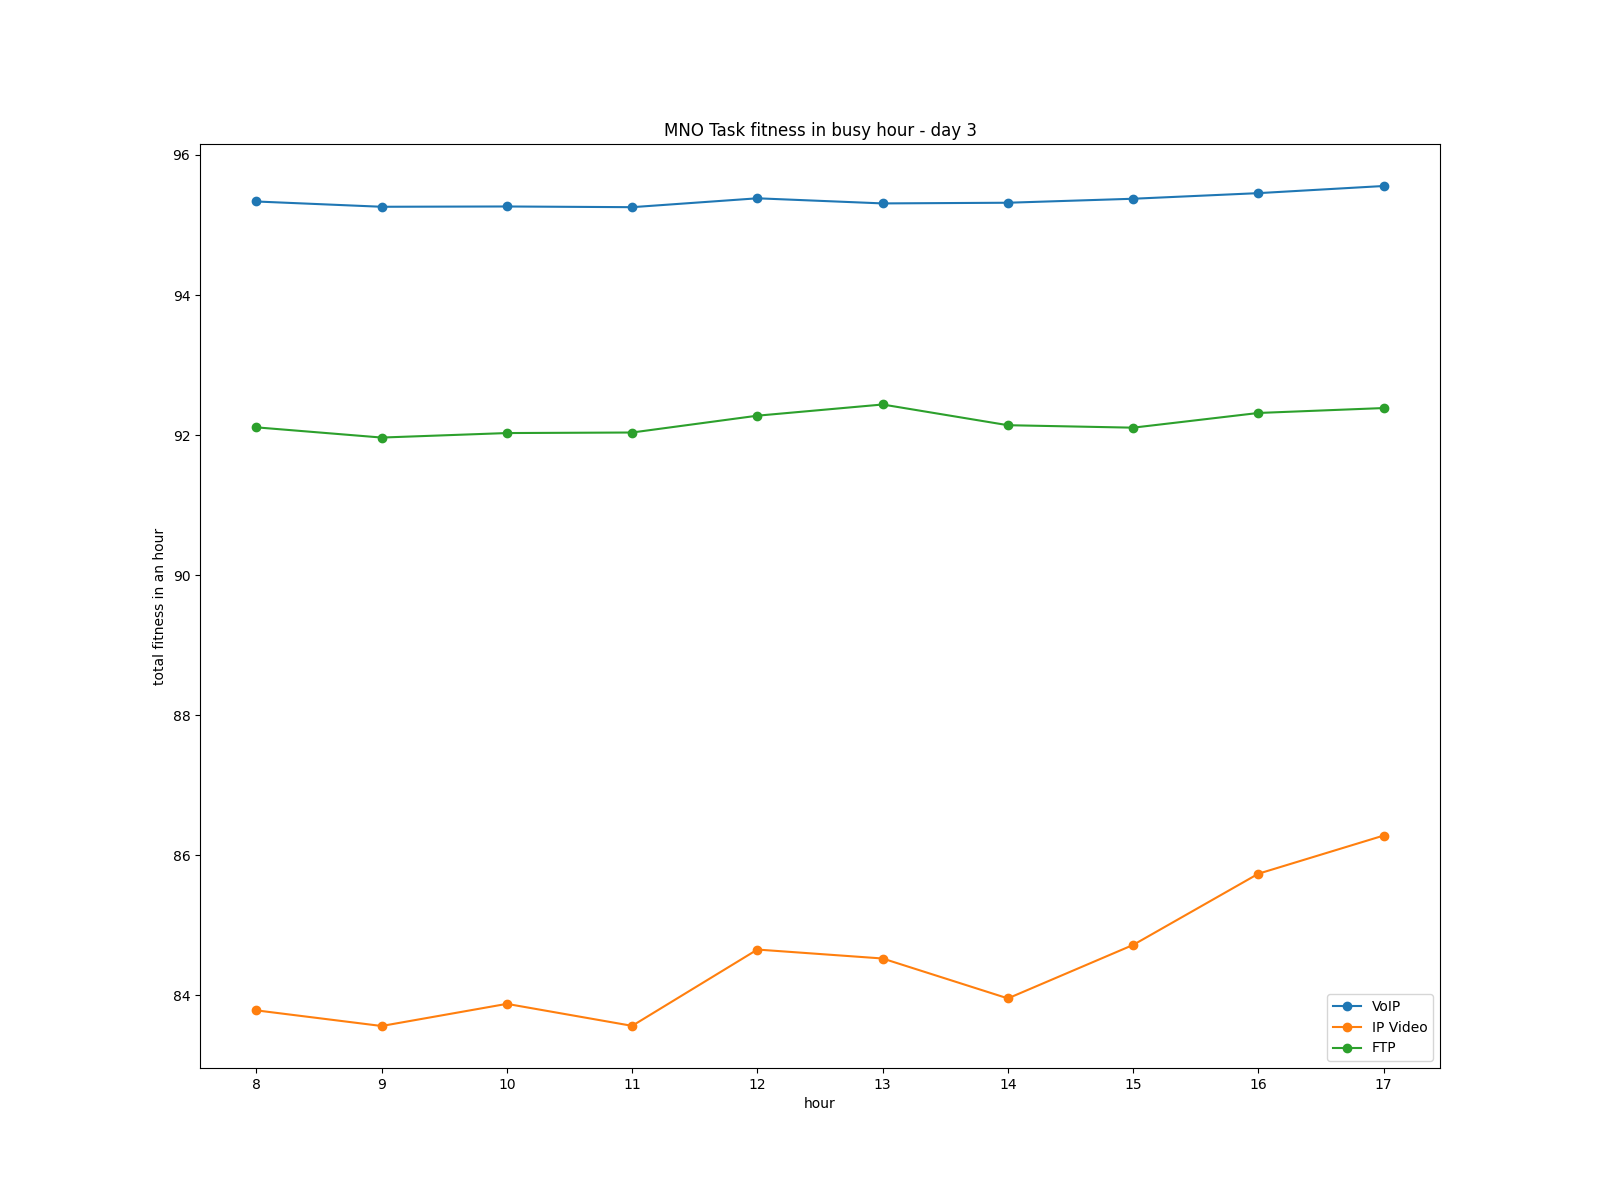 MNO Task fitness in busy hour - day 3
96
94
92
90
88
86
84
total fitness in an hour
8 9 10 11 12 13 14 15 16 17
hour
VoIP
IP Video
FTP